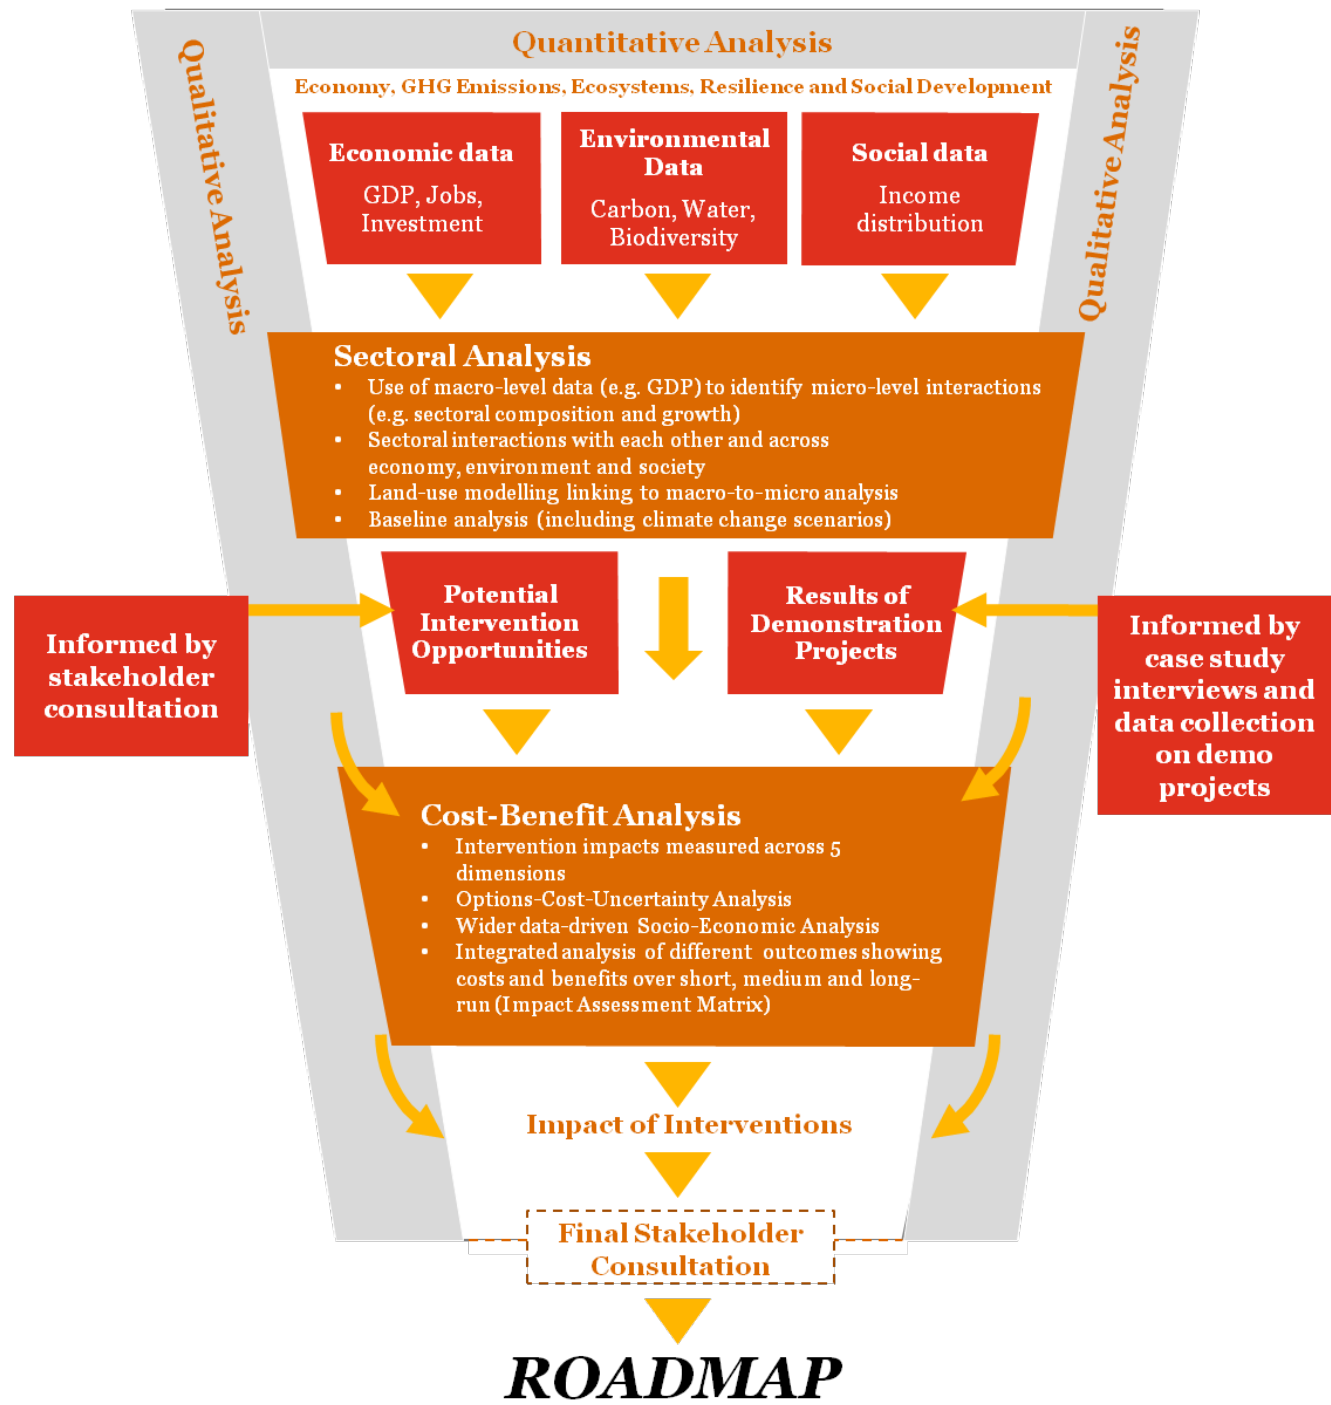 Quantitative Analysis
Qualitative Analysis
Qualitative Analysis
Economy, GHG Emissions, Ecosystems, Resilience and Social Development
Economic data
GDP, Jobs,
Investment
Environmental
Data
Carbon, Water,
Biodiversity
Social data
Income
distribution
Sectoral Analysis
• Use of macro-level data (e.g. GDP) to identify micro-level interactions
(e.g. sectoral composition and growth)
• Sectoral interactions with each other and across
economy, environment and society
• Land-use modelling linking to macro-to-micro analysis
• Baseline analysis (including climate change scenarios)
Informed by
stakeholder
consultation
Potential
Intervention
Opportunities
Results of
Demonstration
Projects
Informed by
case study
interviews and
data collection
on demo
projects
Cost-Benefit Analysis
• Intervention impacts measured across 5
dimensions
• Options-Cost-Uncertainty Analysis
• Wider data-driven Socio-Economic Analysis
• Integrated analysis of different outcomes showing
costs and benefits over short, medium and long-
run (Impact Assessment Matrix)
Impact of Interventions
Final Stakeholder
Consultation
ROADMAP